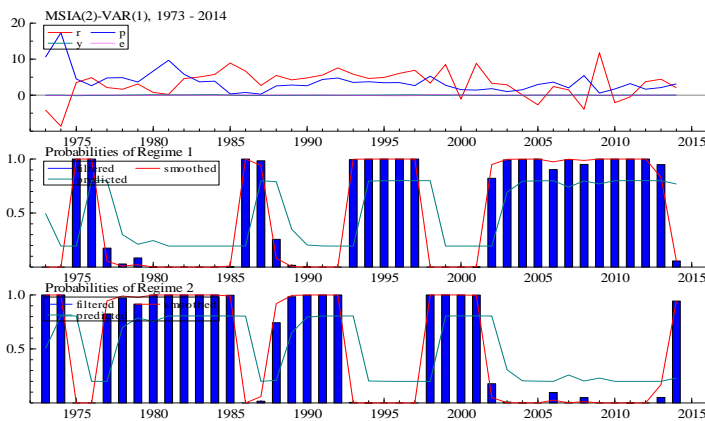 MSIA(2)-VAR(1), 1973 - 2014
20
r p
y e
10
0
1975 1980 1985 1990 1995 2000 2005 2010 2015
Probabilities of Regime 1
1.0
filtered smoothed
predicted
0.5
1975 1980 1985 1990 1995 2000 2005 2010 2015
Probabilities of Regime 2
1.0
filtered smoothed
predicted
0.5
1975 1980 1985 1990 1995 2000 2005 2010 2015